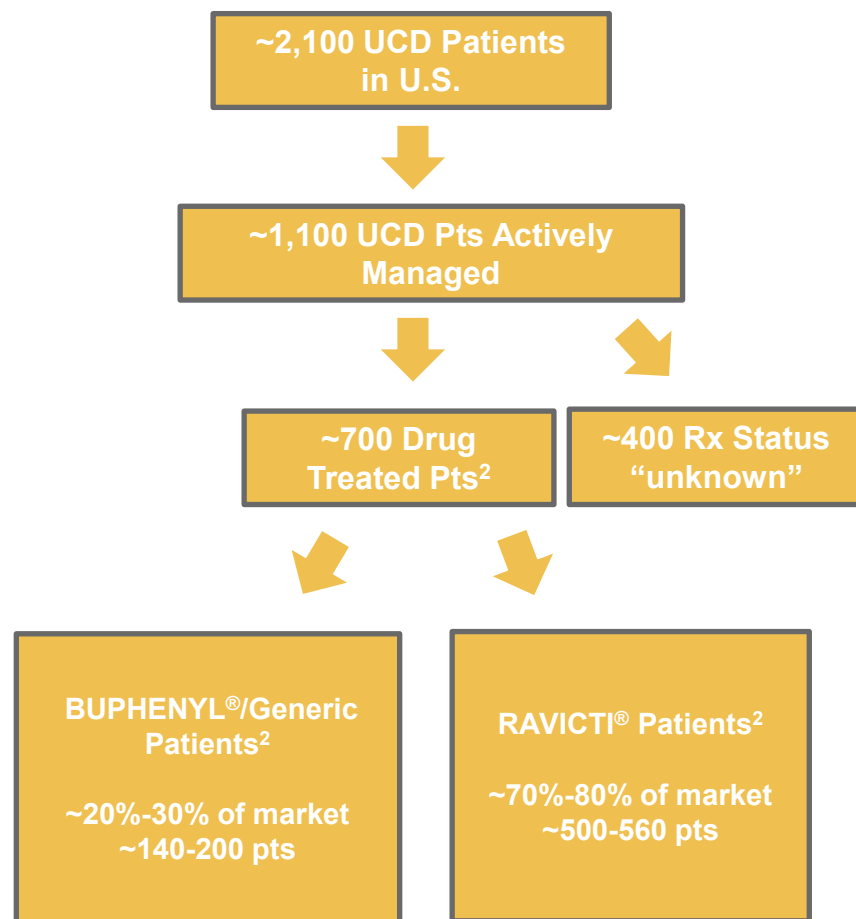 ~2,100 UCD Patients
in U.S.
~1,100 UCD Pts Actively
Managed
~700 Drug
Treated Pts²
~400 Rx Status
“unknown”
BUPHENYL®/Generic
Patients²
~20%-30% of market
~140-200 pts
RAVICTI® Patients²
~70%-80% of market
~500-560 pts